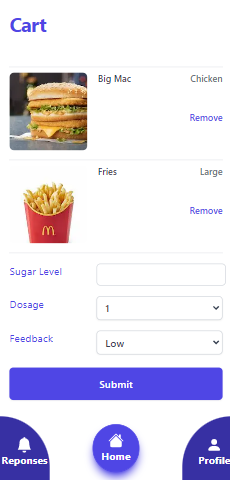 Cart
Big Mac Chicken
Remove
Fries Large
Remove
Sugar Level
Dosage 1
Feedback Low
Submit
Reponses Home Profile